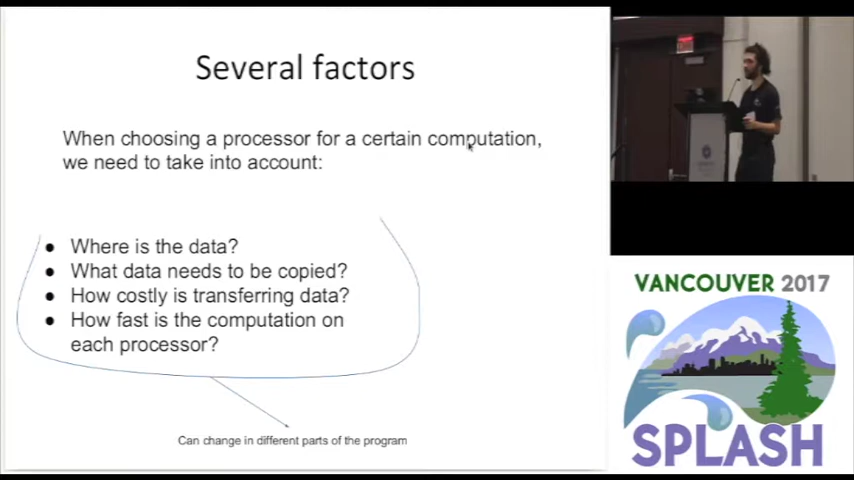 Several factors
When choosing a processor for a certain computation,
we need to take into account:
● Where is the data?
● What data needs to be copied?
● How costly is transferring data?
● How fast is the computation on
each processor?
Can change in different parts of the program
VANCOUVER 2017
SPLASH